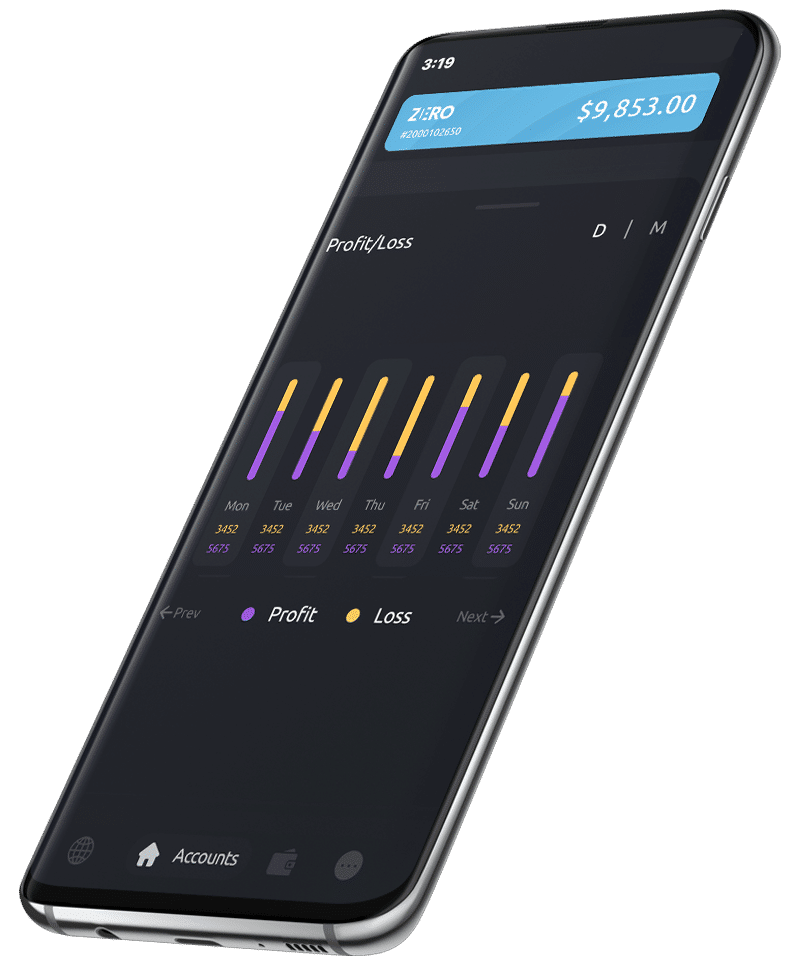 3:19
ZERO
$9,853.00
#2000102650
Profit/Loss
D / M
Mon Tue Wed Thu Fri Sat Sun
3452 3452 3452 3452 3452 3452 3452
5675 5675 5675 5675 5675 5675 5675
←Prev
Profit
Loss
Next→
Accounts